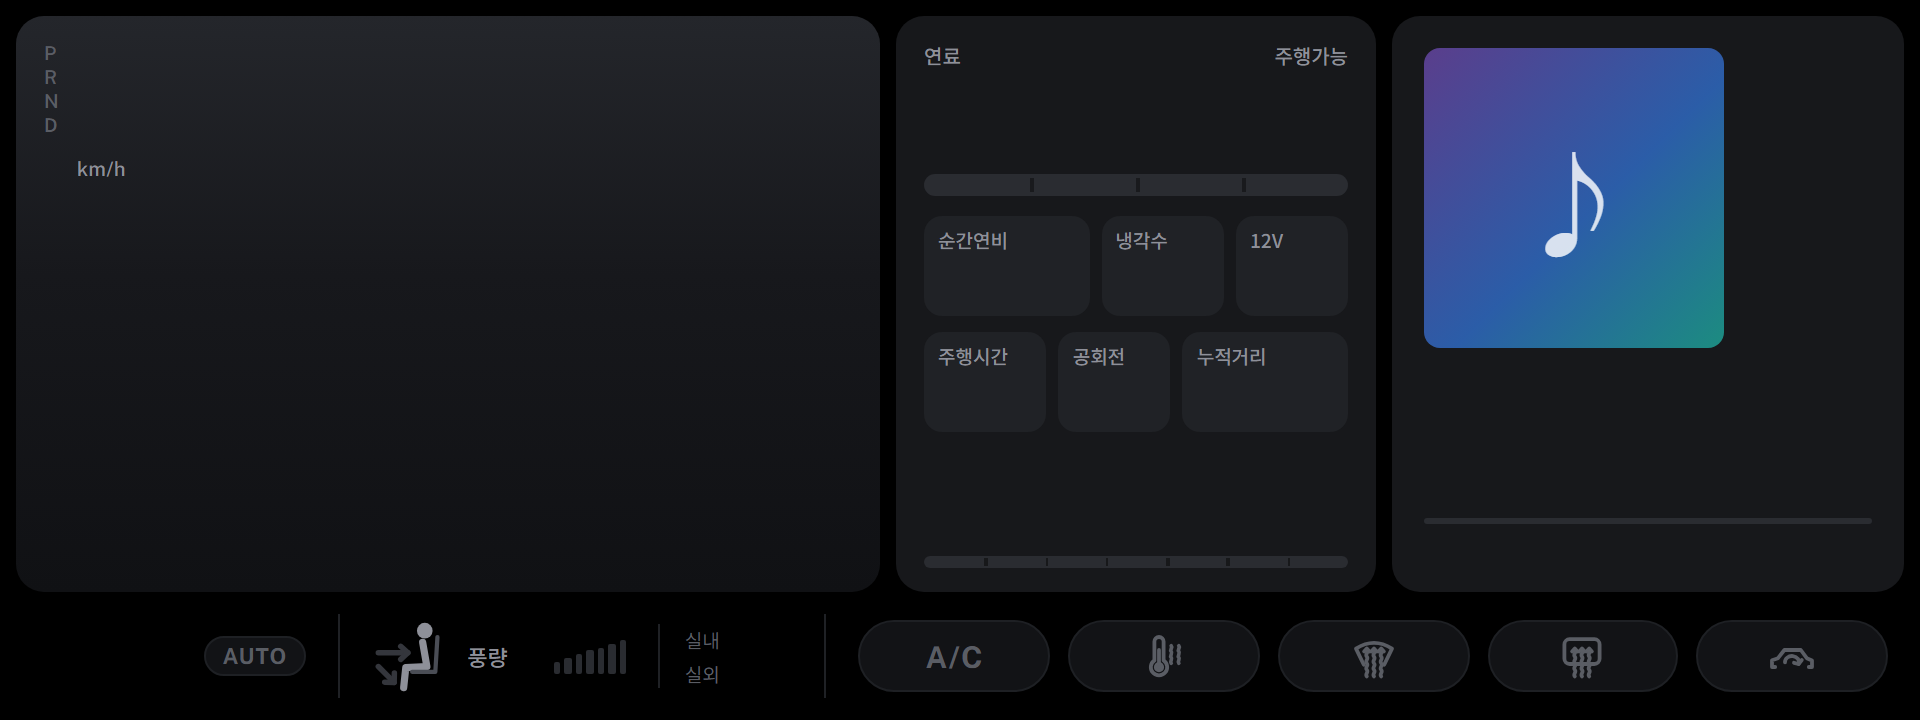 P
R
N
D
km/h
연료
주행가능
순간연비
냉각수
12V
주행시간
공회전
누적거리
AUTO
풍량
실내
실외
A/C